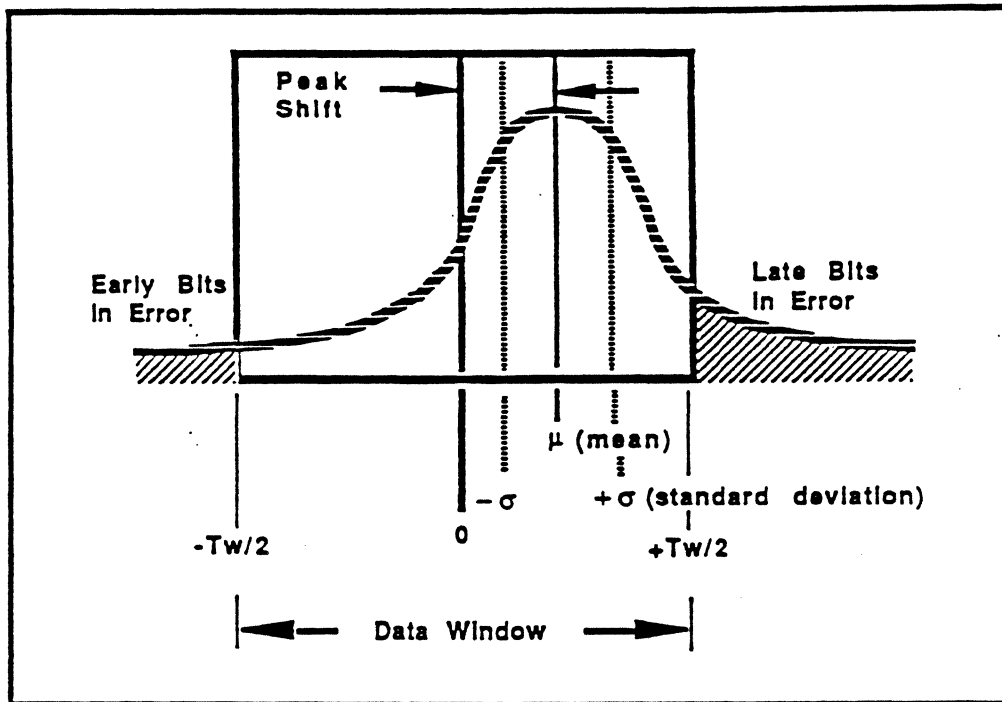 Peak
Shift
Early Bits
in Error
Late Bits
in Error
μ (mean)
-σ
+σ (standard deviation)
0
-Tw/2
+Tw/2
Data Window